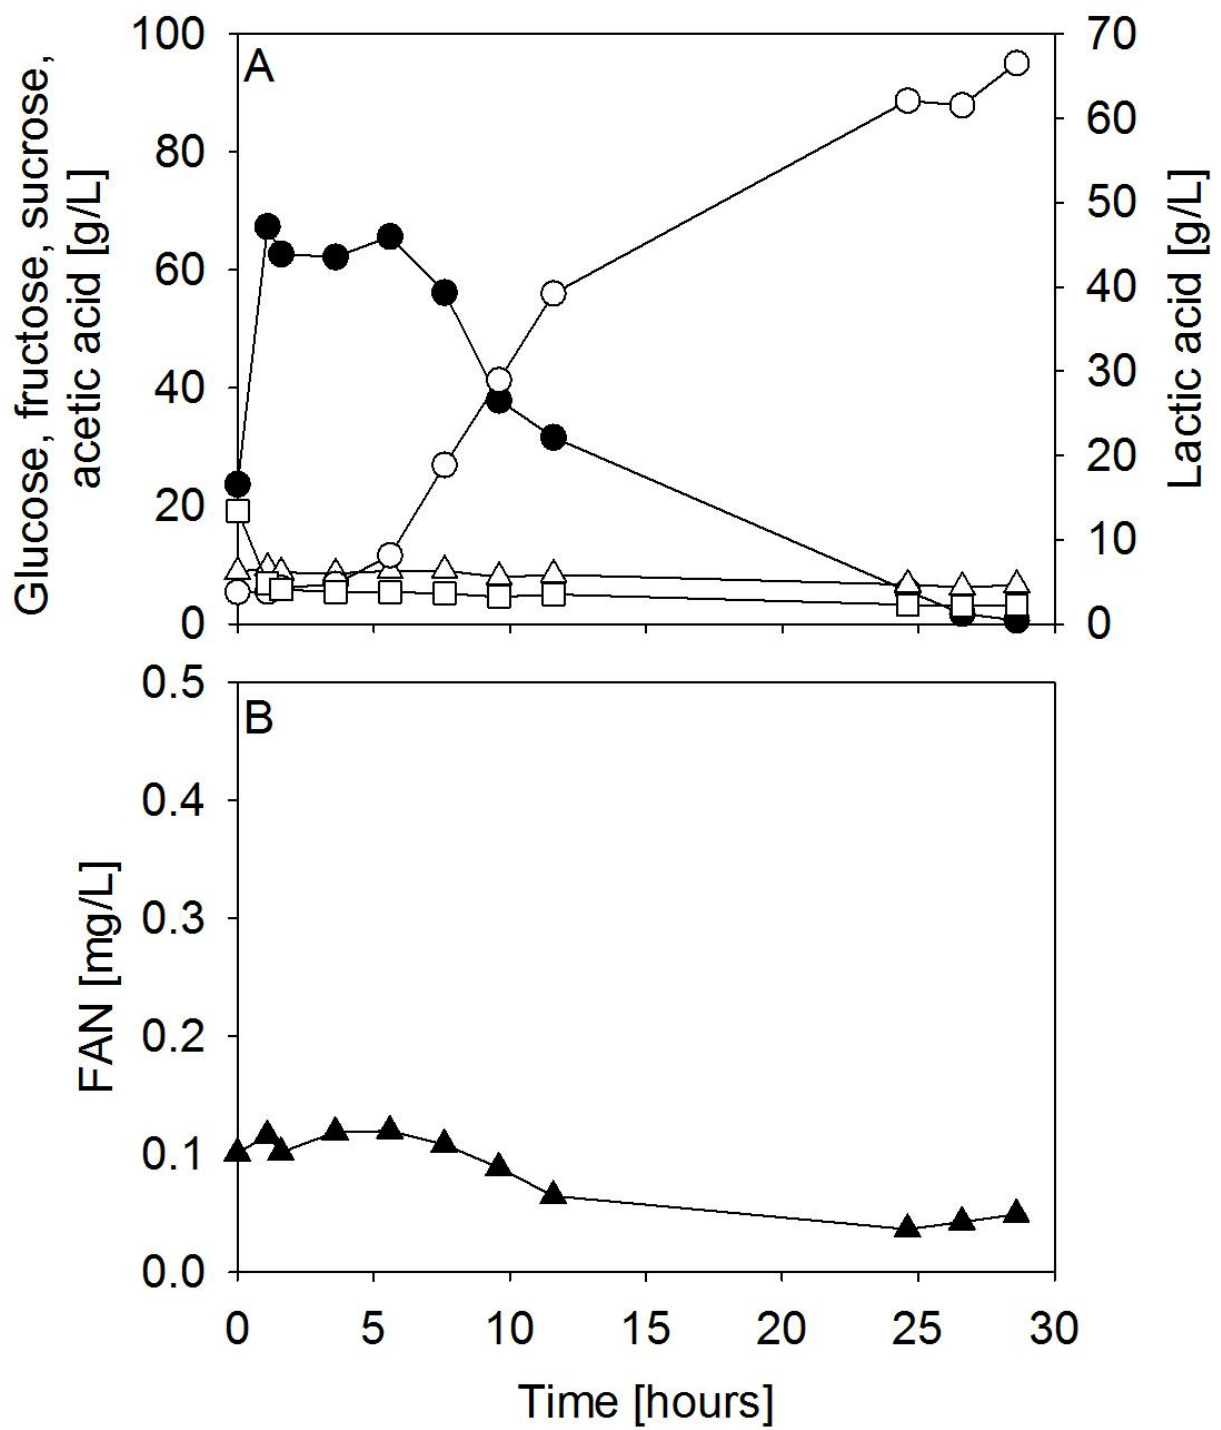 Glucose, fructose, sucrose,
acetic acid [g/L]
100
80
60
40
20
0
A
70
60
50
40
30
20
10
0
Lactic acid [g/L]
FAN [mg/L]
0.5
0.4
0.3
0.2
0.1
0.0
B
0 5 10 15 20 25 30
Time [hours]